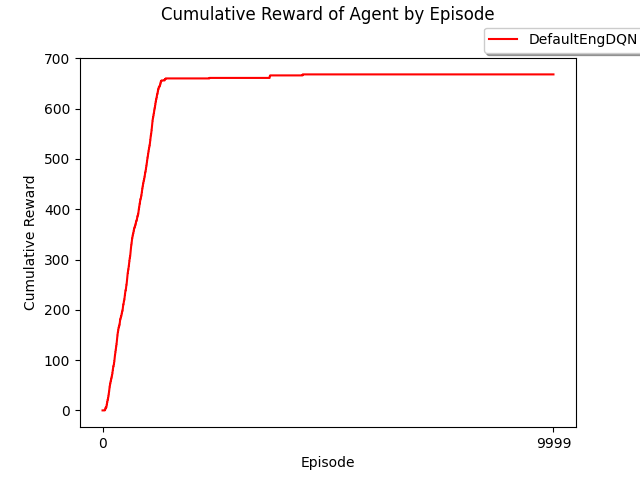 Cumulative Reward of Agent by Episode
DefaultEngDQN
700
600
500
400
300
200
100
0
Cumulative Reward
0
9999
Episode